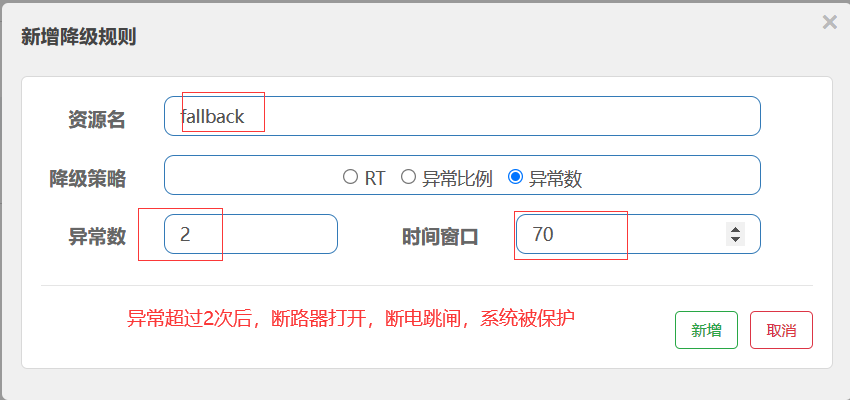 新增降级规则 ×
资源名 fallback
降级策略 RT 异常比例 异常数
异常数 2 时间窗口 70
异常超过2次后，断路器打开，断电跳闸，系统被保护
新增 取消